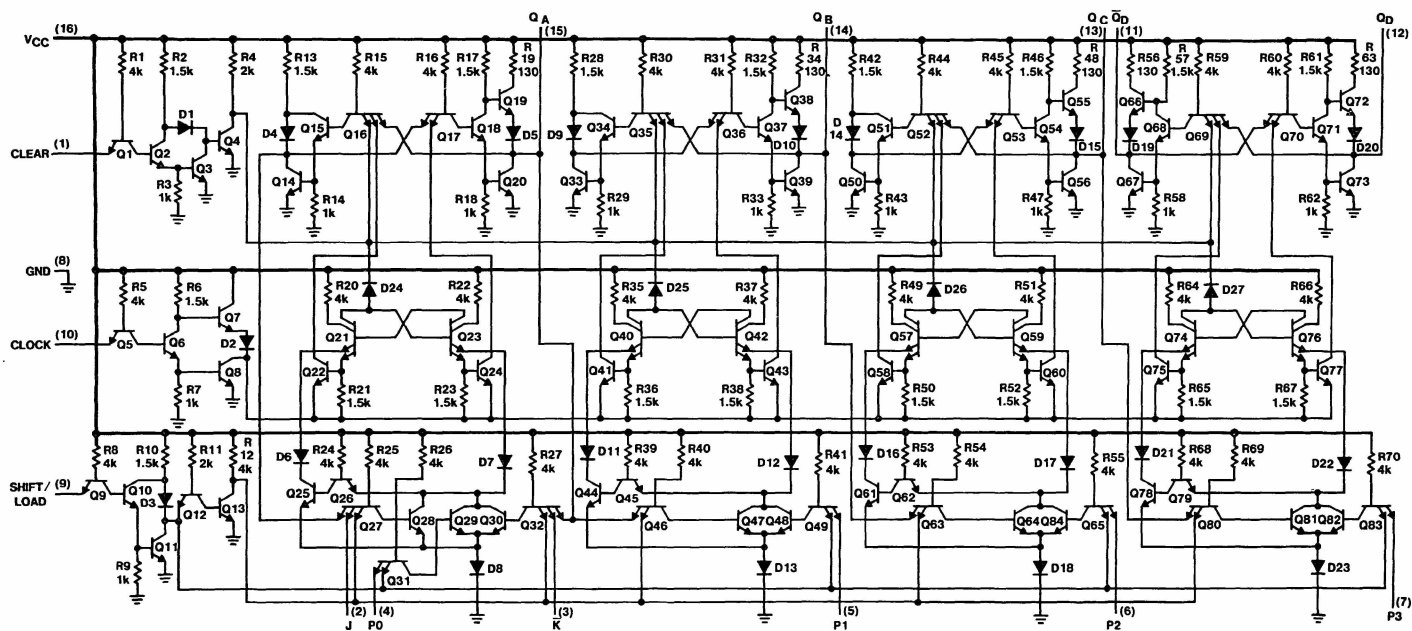 Q A Q B Q C Q̄D QD
VCC (16) (15) (14) (13) (11) (12)
R1 4k R2 1.5k R4 2k R13 1.5k R15 4k R16 4k R17 1.5k R 19 130 R28 1.5k R30 4k R31 4k R32 1.5k R 34 130 R42 1.5k R44 4k R45 4k R46 1.5k R 48 130 R56 130 R 57 1.5k R59 4k R60 4k R61 1.5k R 63 130
D1 Q19 Q38 Q55 Q66 Q72
Q4 D4 Q15 Q16 Q17 Q18 D5 D9 Q34 Q35 Q36 Q37 D10 D 14 Q51 Q52 Q53 Q54 D15 D19 Q68 Q69 Q70 Q71 D20
CLEAR (1) Q1 Q2 Q3
Q14 Q20 Q33 Q39 Q50 Q56 Q67 Q73
R3 1k R14 1k R18 1k R29 1k R33 1k R43 1k R47 1k R58 1k R62 1k
GND (8)
R5 4k R6 1.5k R20 4k D24 R22 4k R35 4k D25 R37 4k R49 4k D26 R51 4k R64 4k D27 R66 4k
Q7
CLOCK (10) Q5 Q6 D2 Q21 Q23 Q40 Q42 Q57 Q59 Q74 Q76
Q8 Q22 Q24 Q41 Q43 Q58 Q60 Q75 Q77
R7 1k R21 1.5k R23 1.5k R36 1.5k R38 1.5k R50 1.5k R52 1.5k R65 1.5k R67 1.5k
R8 4k R10 1.5k R11 2k R 12 4k D6 R24 4k R25 4k R26 4k D7 R27 4k D11 R39 4k R40 4k D12 R41 4k D16 R53 4k R54 4k D17 R55 4k D21 R68 4k R69 4k D22 R70 4k
SHIFT/ LOAD (9) Q9 Q10 D3 Q12 Q13 Q25 Q26 Q44 Q45 Q61 Q62 Q78 Q79
Q27 Q28 Q29 Q30 Q32 Q46 Q47 Q48 Q49 Q63 Q64 Q84 Q65 Q80 Q81 Q82 Q83
Q11
R9 1k Q31 D8 D13 D18 D23
(2) (4) (3) (5) (6) (7)
J P0 K̄ P1 P2 P3